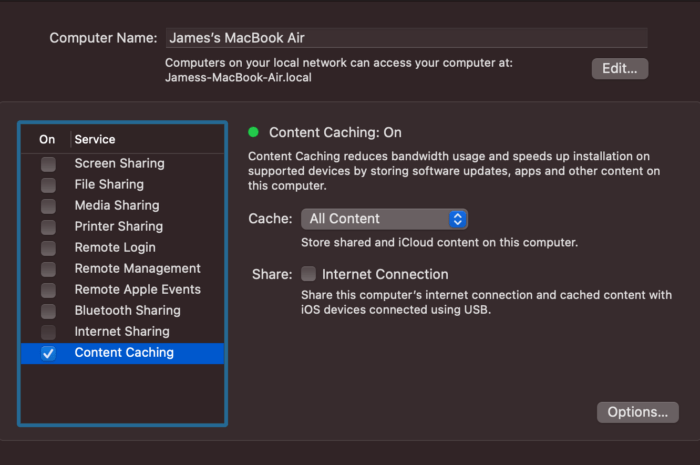 Computer Name: James's MacBook Air
Computers on your local network can access your computer at:
Jamess-MacBook-Air.local
Edit...
On Service
Screen Sharing
File Sharing
Media Sharing
Printer Sharing
Remote Login
Remote Management
Remote Apple Events
Bluetooth Sharing
Internet Sharing
Content Caching
Content Caching: On
Content Caching reduces bandwidth usage and speeds up installation on
supported devices by storing software updates, apps and other content on
this computer.
Cache: All Content
Store shared and iCloud content on this computer.
Share: Internet Connection
Share this computer's internet connection and cached content with
iOS devices connected using USB.
Options...